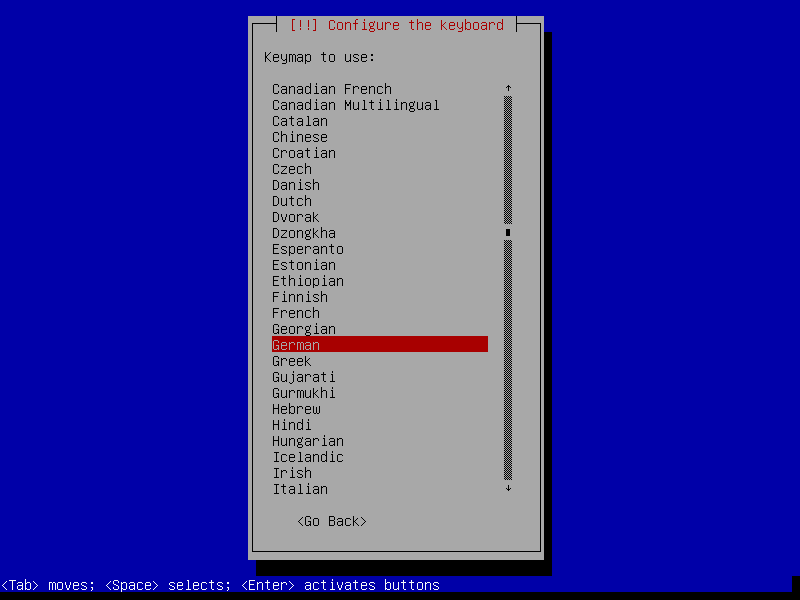 [!!] Configure the keyboard
Keymap to use:
Canadian French
Canadian Multilingual
Catalan
Chinese
Croatian
Czech
Danish
Dutch
Dvorak
Dzongkha
Esperanto
Estonian
Ethiopian
Finnish
French
Georgian
German
Greek
Gujarati
Gurmukhi
Hebrew
Hindi
Hungarian
Icelandic
Irish
Italian
<Go Back>
<Tab> moves; <Space> selects; <Enter> activates buttons